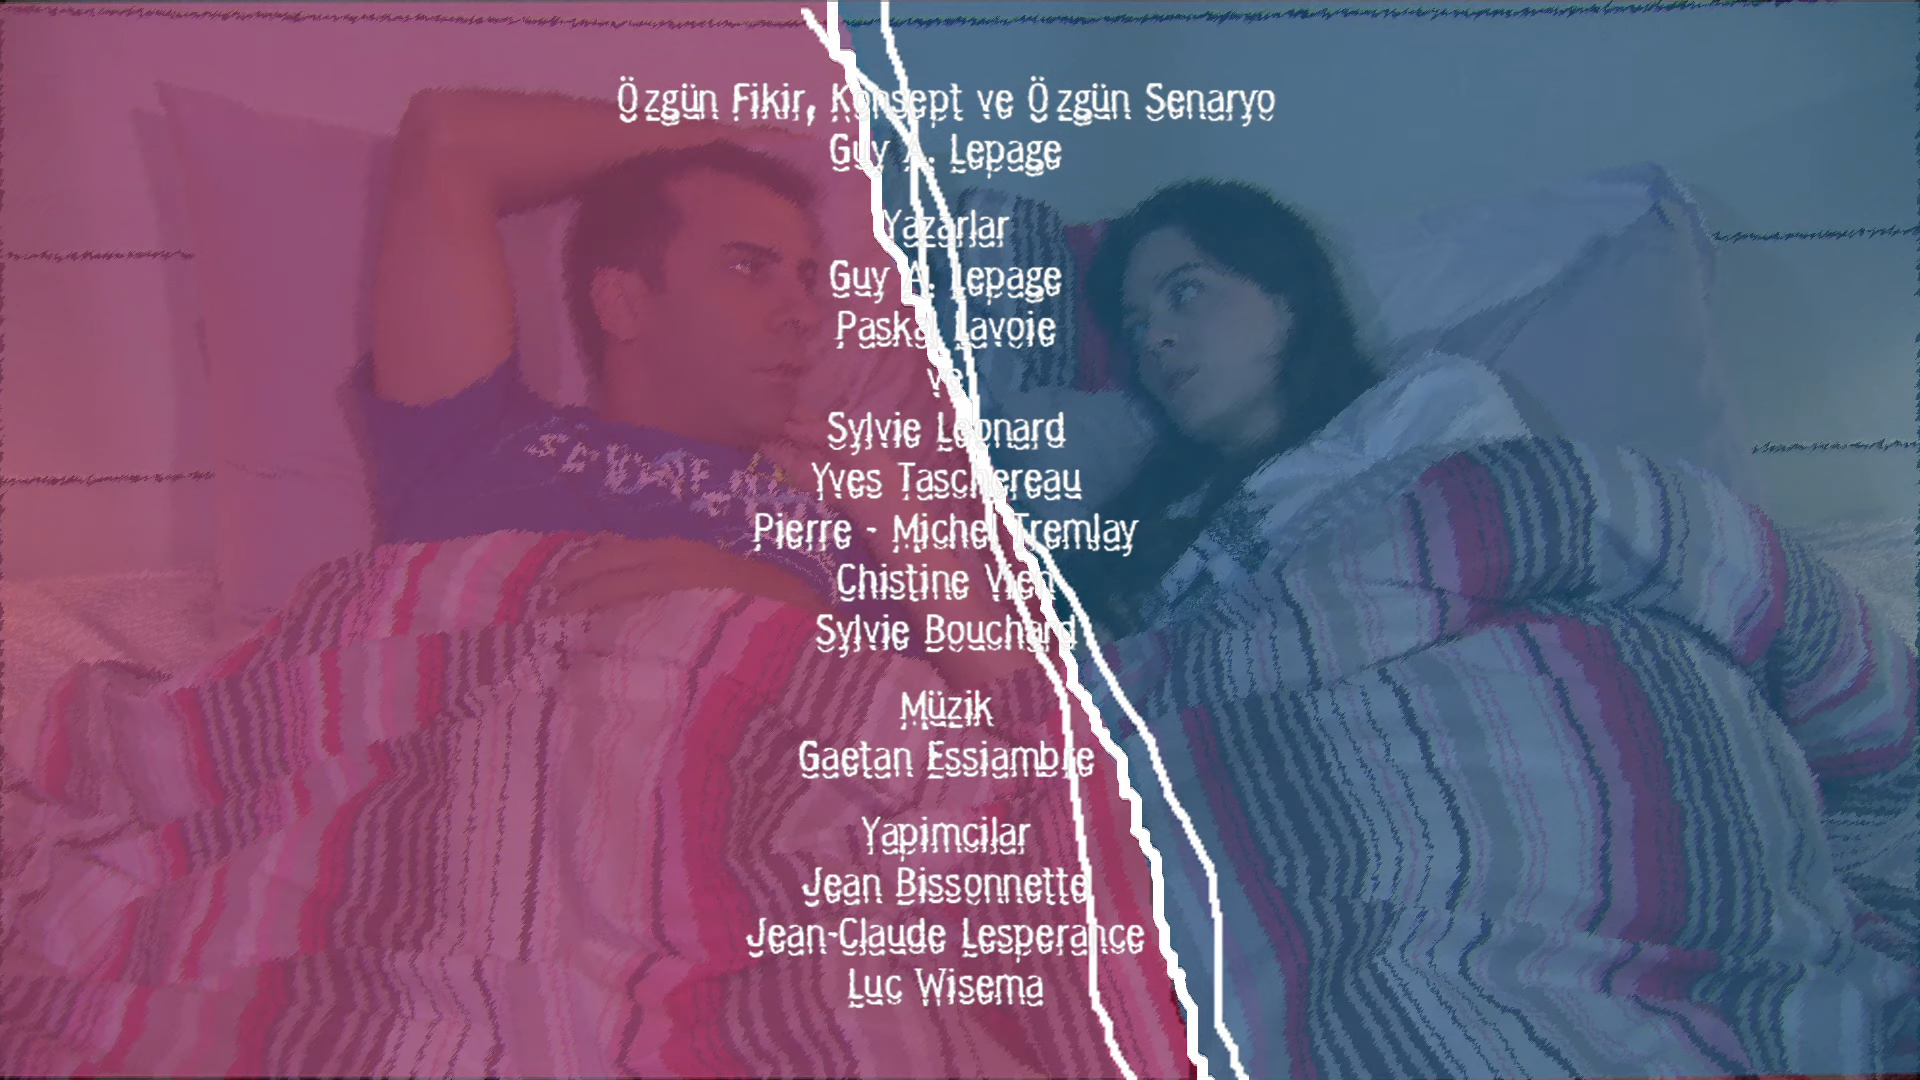 Özgün Fikir, Konsept ve Özgün Senaryo
Guy A. Lepage
Yazarlar
Guy A. Lepage
Paskal Lavoie
ve
Sylvie Leonard
Yves Taschereau
Pierre - Michel Tremlay
Chistine Vien
Sylvie Bouchard
Müzik
Gaetan Essiambre
Yapimcilar
Jean Bissonnette
Jean-Claude Lesperance
Luc Wisema